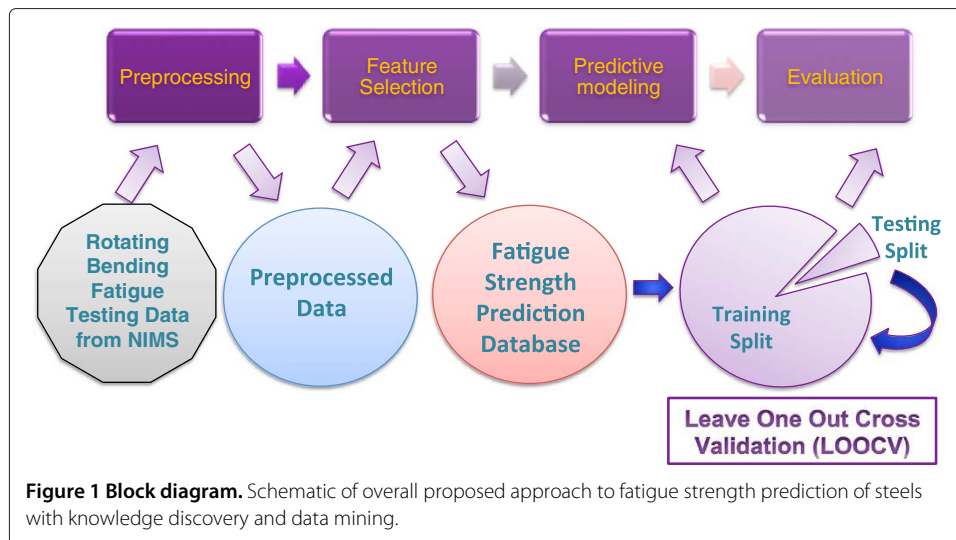 Preprocessing
Feature
Selection
Predictive
modeling
Evaluation
Rotating
Bending
Fatigue
Testing Data
from NIMS
Preprocessed
Data
Fatigue
Strength
Prediction
Database
Training
Split
Testing
Split
Leave One Out Cross
Validation (LOOCV)
Figure 1 Block diagram. Schematic of overall proposed approach to fatigue strength prediction of steels
with knowledge discovery and data mining.